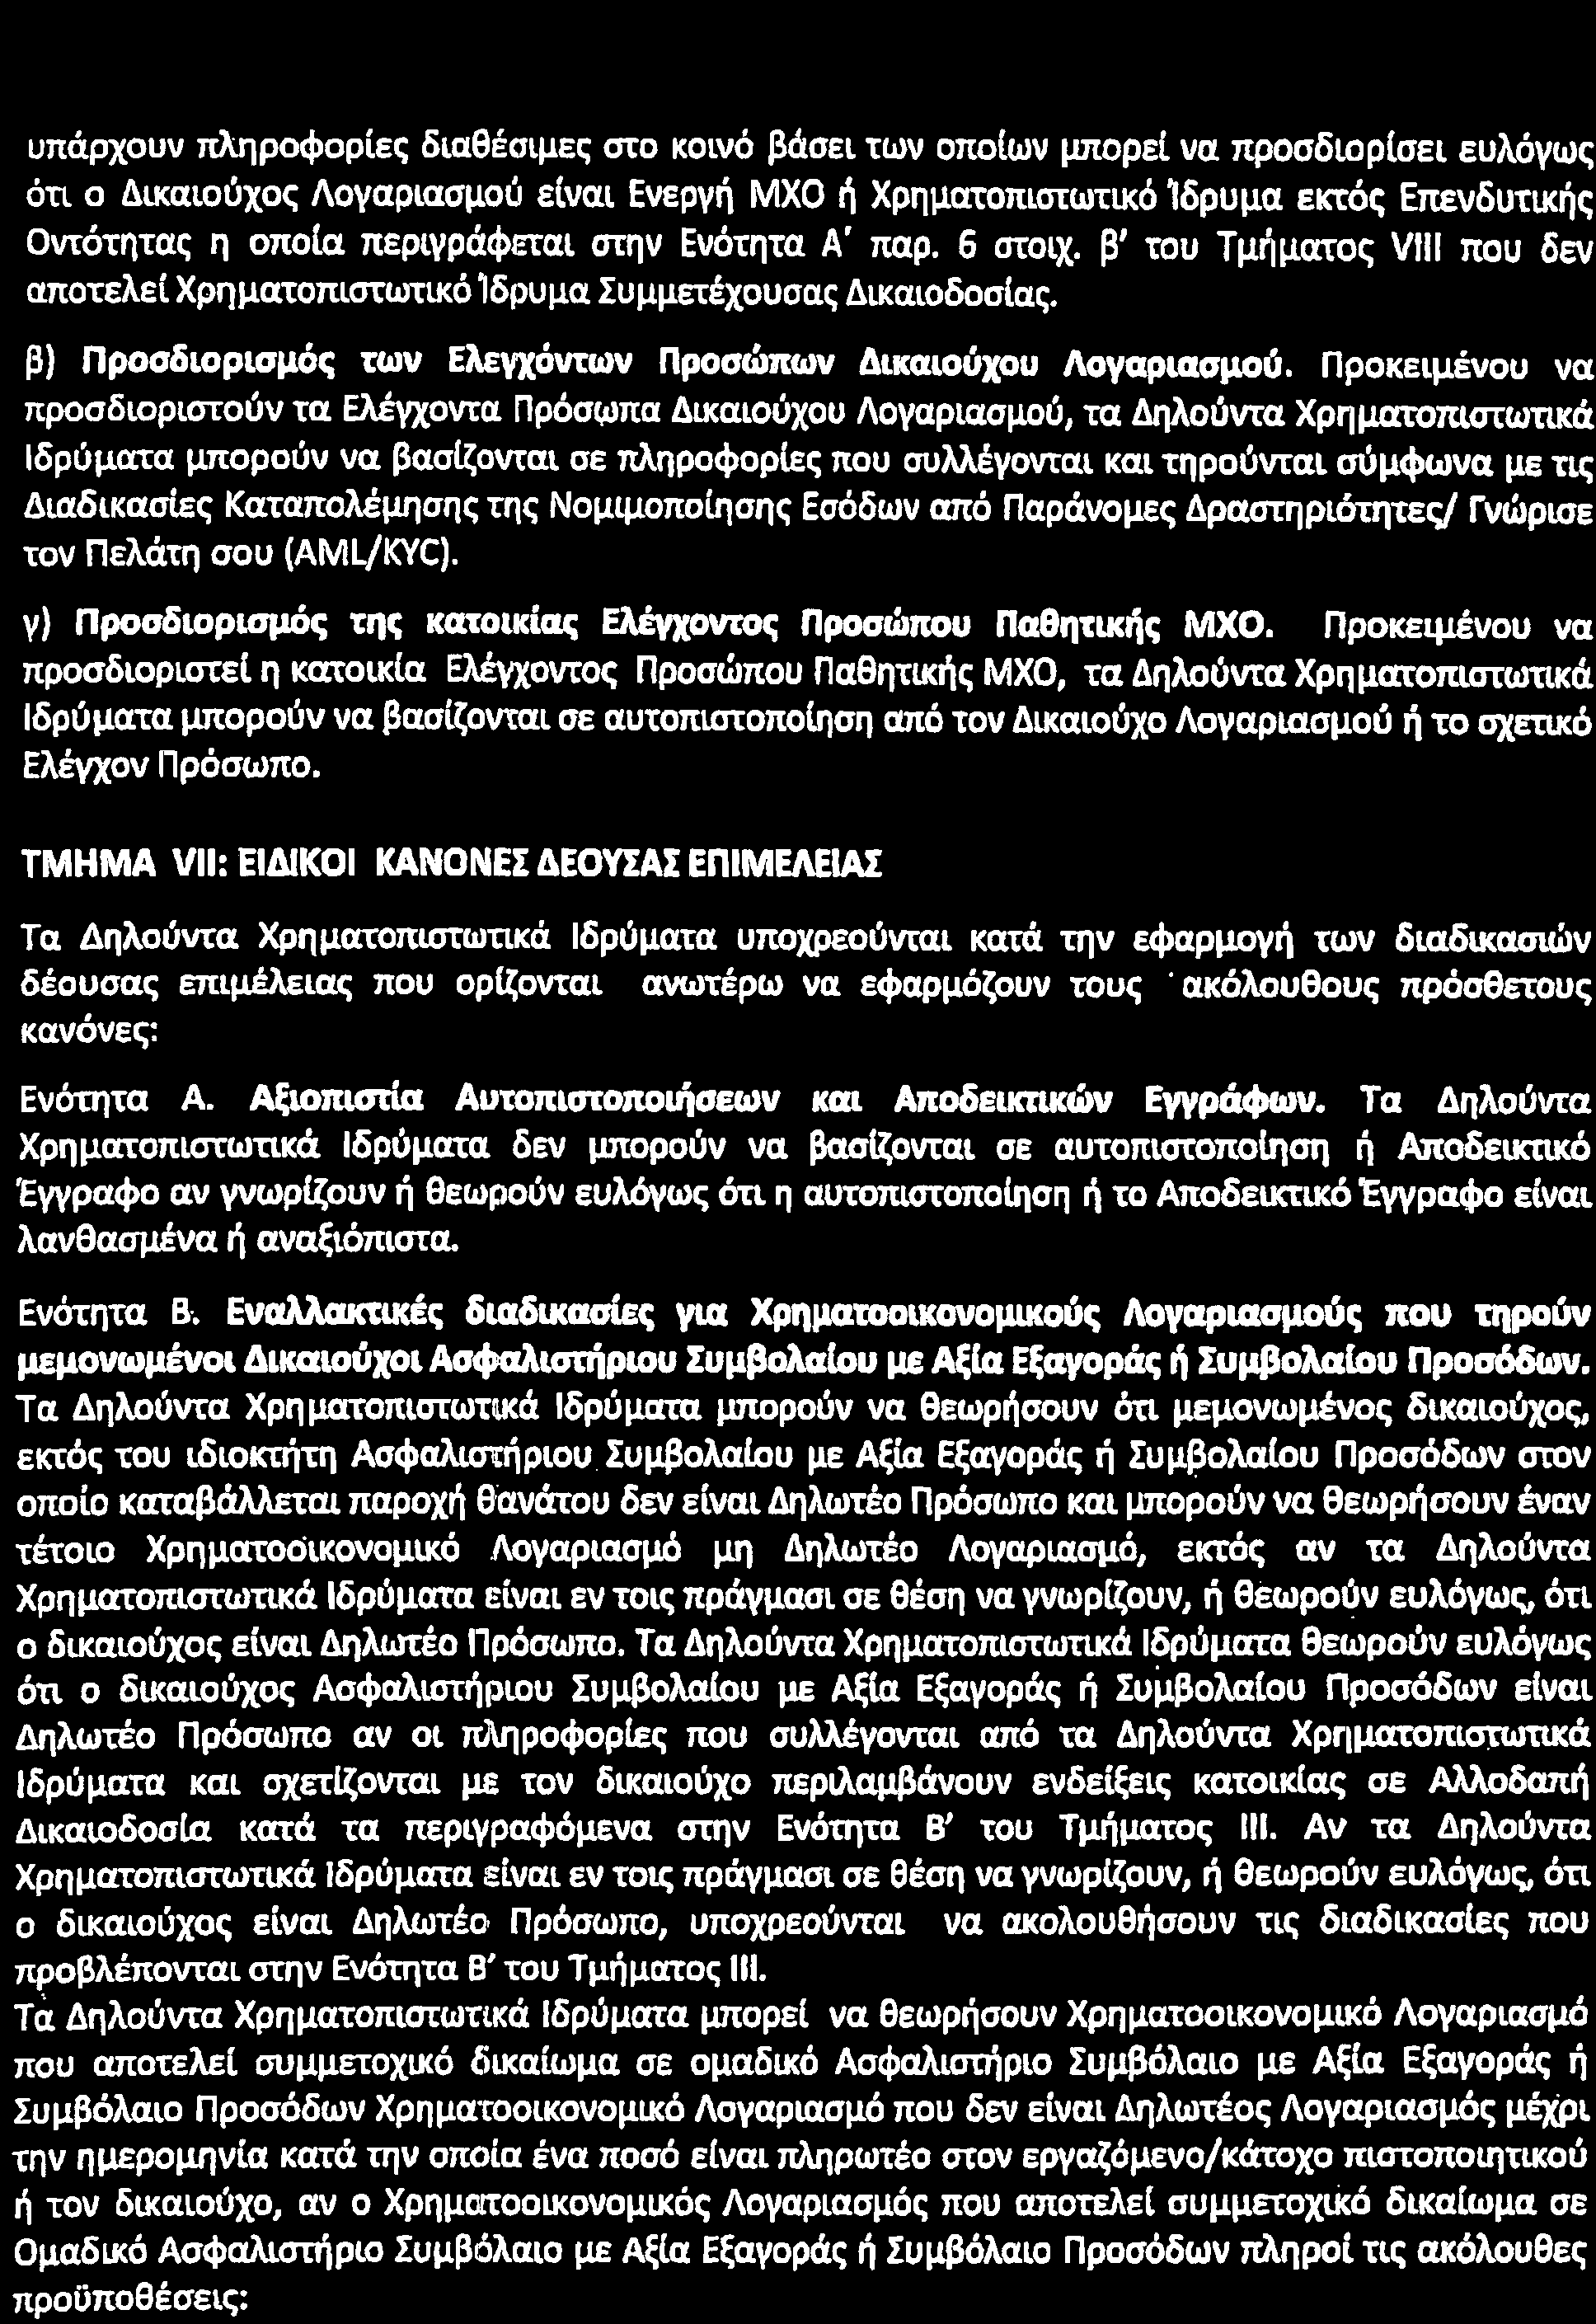 υπάρχουν πληροφορίες διαθέσιμες στο κοινό βάσει των οποίων μπορεί να προσδιορίσει ευλόγως
ότι ο Δικαιούχος Λογαριασμού είναι Ενεργή ΜΧΟ ή Χρηματοπιστωτικό Ίδρυμα εκτός Επενδυτικής
Οντότητας η οποία περιγράφεται στην Ενότητα Α' παρ. 6 στοιχ. β' του Τμήματος VIII που δεν
αποτελεί Χρηματοπιστωτικό Ίδρυμα Συμμετέχουσας Δικαιοδοσίας.
β) Προσδιορισμός των Ελεγχόντων Προσώπων Δικαιούχου Λογαριασμού. Προκειμένου να
προσδιοριστούν τα Ελέγχοντα Πρόσωπα Δικαιούχου Λογαριασμού, τα Δηλούντα Χρηματοπιστωτικά
Ιδρύματα μπορούν να βασίζονται σε πληροφορίες που συλλέγονται και τηρούνται σύμφωνα με τις
Διαδικασίες Καταπολέμησης της Νομιμοποίησης Εσόδων από Παράνομες Δραστηριότητες/ Γνώρισε
τον Πελάτη σου (AML/KYC).
γ) Προσδιορισμός της κατοικίας Ελέγχοντος Προσώπου Παθητικής ΜΧΟ. Προκειμένου να
προσδιοριστεί η κατοικία Ελέγχοντος Προσώπου Παθητικής ΜΧΟ, τα Δηλούντα Χρηματοπιστωτικά
Ιδρύματα μπορούν να βασίζονται σε αυτοπιστοποίηση από τον Δικαιούχο Λογαριασμού ή το σχετικό
Ελέγχον Πρόσωπο.
ΤΜΗΜΑ VII: ΕΙΔΙΚΟΙ ΚΑΝΟΝΕΣ ΔΕΟΥΣΑΣ ΕΠΙΜΕΛΕΙΑΣ
Τα Δηλούντα Χρηματοπιστωτικά Ιδρύματα υποχρεούνται κατά την εφαρμογή των διαδικασιών
δέουσας επιμέλειας που ορίζονται ανωτέρω να εφαρμόζουν τους ακόλουθους πρόσθετους
κανόνες:
Ενότητα Α. Αξιοπιστία Αυτοπιστοποιήσεων και Αποδεικτικών Εγγράφων. Τα Δηλούντα
Χρηματοπιστωτικά Ιδρύματα δεν μπορούν να βασίζονται σε αυτοπιστοποίηση ή Αποδεικτικό
Έγγραφο αν γνωρίζουν ή θεωρούν ευλόγως ότι η αυτοπιστοποίηση ή το Αποδεικτικό Έγγραφο είναι
λανθασμένα ή αναξιόπιστα.
Ενότητα Β. Εναλλακτικές διαδικασίες για Χρηματοοικονομικούς Λογαριασμούς που τηρούν
μεμονωμένοι Δικαιούχοι Ασφαλιστήριου Συμβολαίου με Αξία Εξαγοράς ή Συμβολαίου Προσόδων.
Τα Δηλούντα Χρηματοπιστωτικά Ιδρύματα μπορούν να θεωρήσουν ότι μεμονωμένος δικαιούχος,
εκτός του ιδιοκτήτη Ασφαλιστήριου Συμβολαίου με Αξία Εξαγοράς ή Συμβολαίου Προσόδων στον
οποίο καταβάλλεται παροχή θανάτου δεν είναι Δηλωτέο Πρόσωπο και μπορούν να θεωρήσουν έναν
τέτοιο Χρηματοοικονομικό Λογαριασμό μη Δηλωτέο Λογαριασμό, εκτός αν τα Δηλούντα
Χρηματοπιστωτικά Ιδρύματα είναι εν τοις πράγμασι σε θέση να γνωρίζουν, ή θεωρούν ευλόγως, ότι
ο δικαιούχος είναι Δηλωτέο Πρόσωπο. Τα Δηλούντα Χρηματοπιστωτικά Ιδρύματα θεωρούν ευλόγως
ότι ο δικαιούχος Ασφαλιστήριου Συμβολαίου με Αξία Εξαγοράς ή Συμβολαίου Προσόδων είναι
Δηλωτέο Πρόσωπο αν οι πληροφορίες που συλλέγονται από τα Δηλούντα Χρηματοπιστωτικά
Ιδρύματα και σχετίζονται με τον δικαιούχο περιλαμβάνουν ενδείξεις κατοικίας σε Αλλοδαπή
Δικαιοδοσία κατά τα περιγραφόμενα στην Ενότητα Β' του Τμήματος III. Αν τα Δηλούντα
Χρηματοπιστωτικά Ιδρύματα είναι εν τοις πράγμασι σε θέση να γνωρίζουν, ή θεωρούν ευλόγως, ότι
ο δικαιούχος είναι Δηλωτέο Πρόσωπο, υποχρεούνται να ακολουθήσουν τις διαδικασίες που
προβλέπονται στην Ενότητα Β' του Τμήματος III.
Τα Δηλούντα Χρηματοπιστωτικά Ιδρύματα μπορεί να θεωρήσουν Χρηματοοικονομικό Λογαριασμό
που αποτελεί συμμετοχικό δικαίωμα σε ομαδικό Ασφαλιστήριο Συμβόλαιο με Αξία Εξαγοράς ή
Συμβόλαιο Προσόδων Χρηματοοικονομικό Λογαριασμό που δεν είναι Δηλωτέος Λογαριασμός μέχρι
την ημερομηνία κατά την οποία ένα ποσό είναι πληρωτέο στον εργαζόμενο/κάτοχο πιστοποιητικού
ή τον δικαιούχο, αν ο Χρηματοοικονομικός Λογαριασμός που αποτελεί συμμετοχικό δικαίωμα σε
Ομαδικό Ασφαλιστήριο Συμβόλαιο με Αξία Εξαγοράς ή Συμβόλαιο Προσόδων πληροί τις ακόλουθες
προϋποθέσεις: